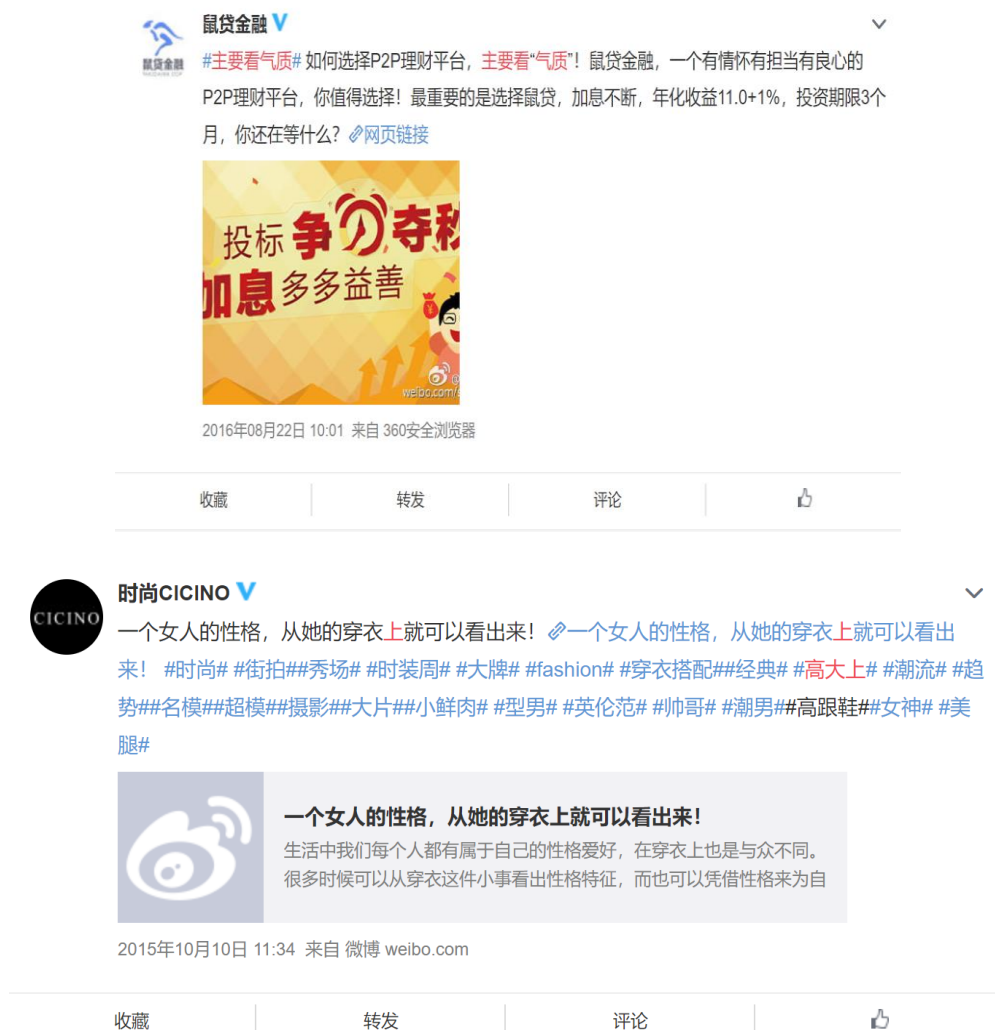 鼠贷金融 V
鼠贷金融
#主要看气质# 如何选择P2P理财平台，主要看“气质”！鼠贷金融，一个有情怀有担当有良心的
P2P理财平台，你值得选择！最重要的是选择鼠贷，加息不断，年化收益11.0+1%，投资期限3个
月，你还在等什么？网页链接
投标 争分夺秒
加息多多益善
weibo.com/s
2016年08月22日 10:01 来自 360安全浏览器
收藏 转发 评论
时尚CICINO V
CICINO
一个女人的性格，从她的穿衣上就可以看出来！一个女人的性格，从她的穿衣上就可以看出
来！ #时尚# #街拍##秀场# #时装周# #大牌# #fashion# #穿衣搭配##经典# #高大上# #潮流# #趋
势##名模##超模##摄影##大片##小鲜肉# #型男# #英伦范# #帅哥# #潮男##高跟鞋##女神# #美
腿#
一个女人的性格，从她的穿衣上就可以看出来！
生活中我们每个人都有属于自己的性格爱好，在穿衣上也是与众不同。
很多时候可以从穿衣这件小事看出性格特征，而也可以凭借性格来为自
2015年10月10日 11:34 来自 微博 weibo.com
收藏 转发 评论